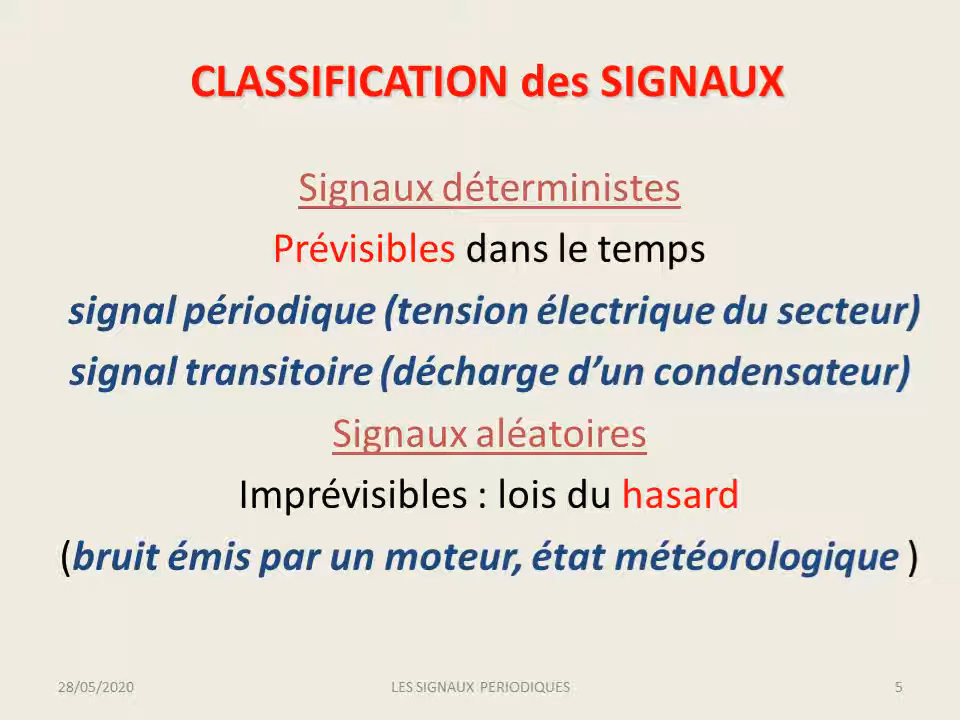 CLASSIFICATION des SIGNAUX
Signaux déterministes
Prévisibles dans le temps
signal périodique (tension électrique du secteur)
signal transitoire (décharge d’un condensateur)
Signaux aléatoires
Imprévisibles : lois du hasard
(bruit émis par un moteur, état météorologique )
28/05/2020 LES SIGNAUX PERIODIQUES 5